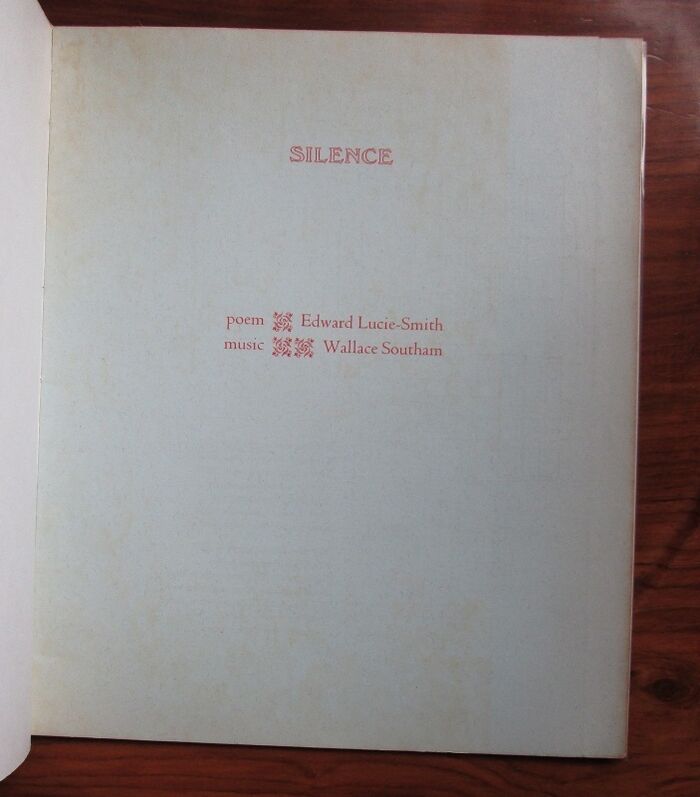 SILENCE
poem Edward Lucie-Smith
music Wallace Southam